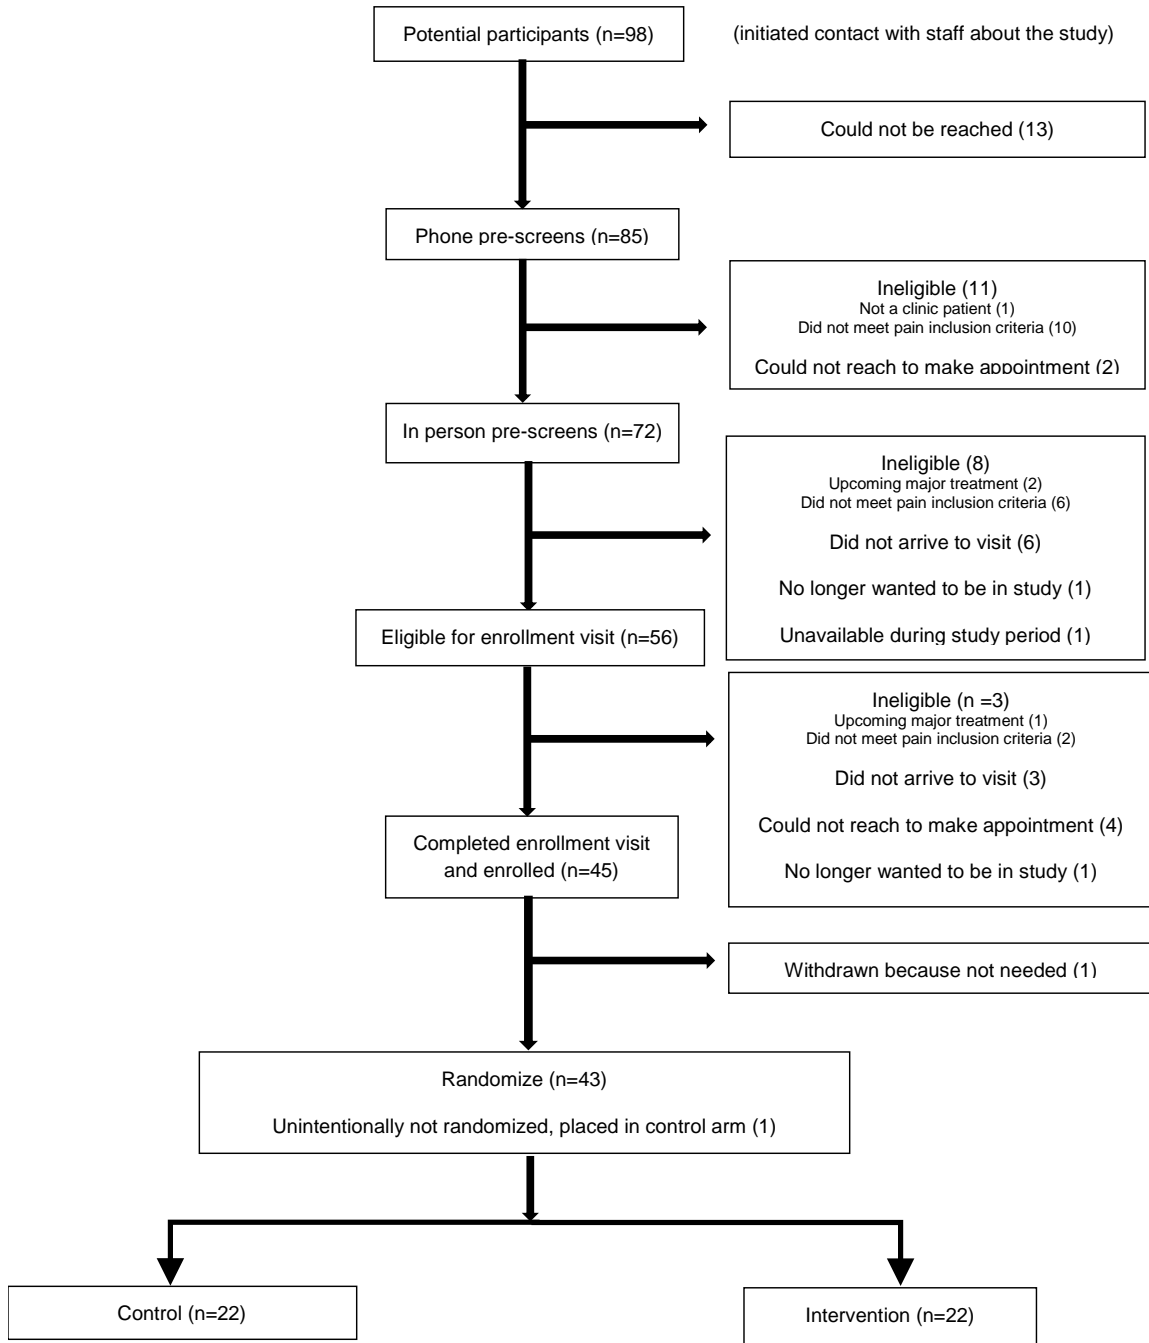 Potential participants (n=98)
(initiated contact with staff about the study)
Could not be reached (13)
Phone pre-screens (n=85)
Ineligible (11)
Not a clinic patient (1)
Did not meet pain inclusion criteria (10)
Could not reach to make appointment (2)
In person pre-screens (n=72)
Ineligible (8)
Upcoming major treatment (2)
Did not meet pain inclusion criteria (6)
Did not arrive to visit (6)
No longer wanted to be in study (1)
Unavailable during study period (1)
Eligible for enrollment visit (n=56)
Ineligible (n =3)
Upcoming major treatment (1)
Did not meet pain inclusion criteria (2)
Did not arrive to visit (3)
Could not reach to make appointment (4)
No longer wanted to be in study (1)
Completed enrollment visit
and enrolled (n=45)
Withdrawn because not needed (1)
Randomize (n=43)
Unintentionally not randomized, placed in control arm (1)
Control (n=22)
Intervention (n=22)